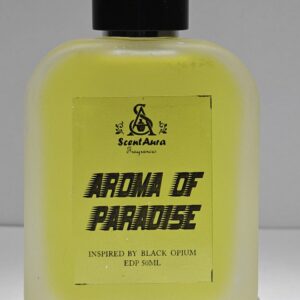 SA
ScentAura
Fragrances
AROMA OF
PARADISE
INSPIRED BY BLACK OPIUM
EDP 50ML